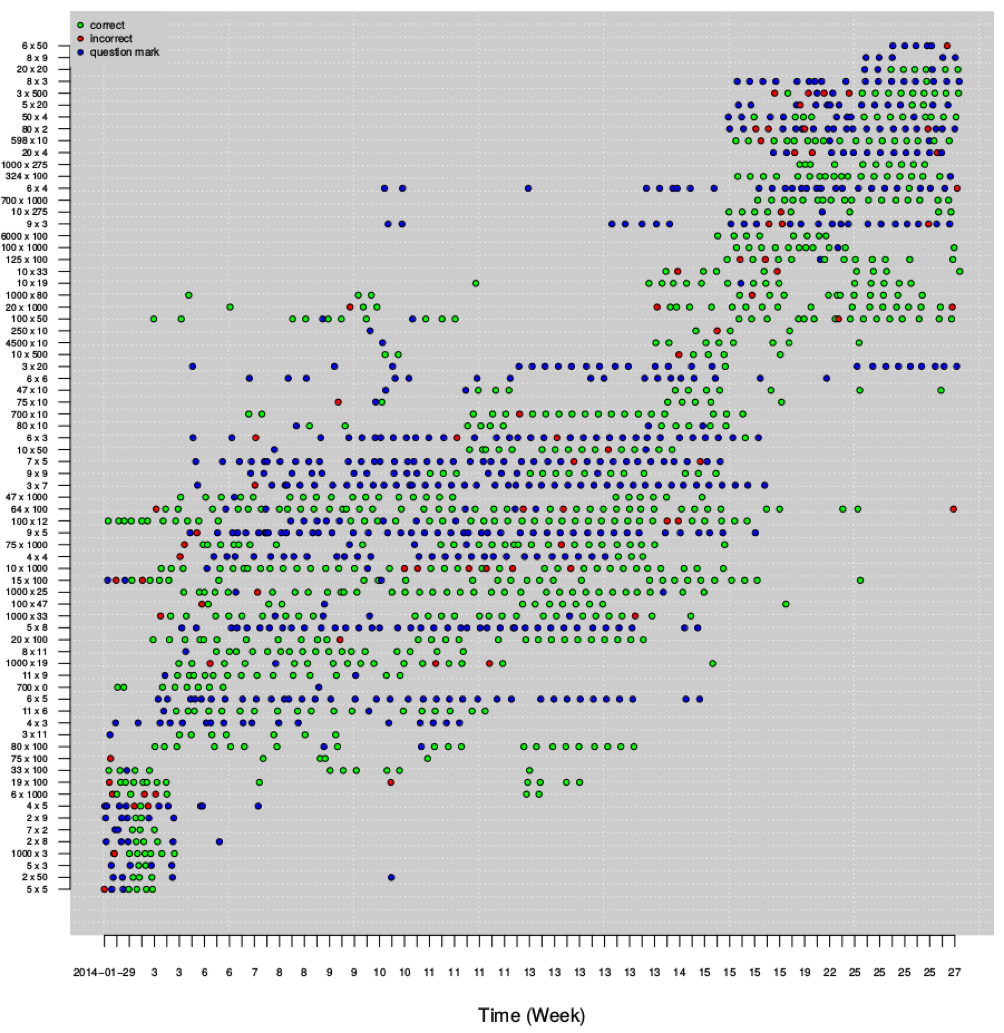 correct
incorrect
question mark
6 x 50
8 x 9
20 x 20
8 x 3
3 x 500
5 x 20
50 x 4
80 x 2
598 x 10
20 x 4
1000 x 275
324 x 100
6 x 4
700 x 1000
10 x 275
9 x 3
6000 x 100
100 x 1000
125 x 100
10 x 33
10 x 19
1000 x 80
20 x 1000
100 x 50
250 x 10
4500 x 10
10 x 500
3 x 20
6 x 6
47 x 10
75 x 10
700 x 10
80 x 10
6 x 3
10 x 50
7 x 5
9 x 9
3 x 7
47 x 1000
64 x 100
100 x 12
9 x 5
75 x 1000
4 x 4
10 x 1000
15 x 100
1000 x 25
100 x 47
1000 x 33
5 x 8
20 x 100
8 x 11
1000 x 19
11 x 9
700 x 0
6 x 5
11 x 6
4 x 3
3 x 11
80 x 100
75 x 100
33 x 100
19 x 100
6 x 1000
4 x 5
2 x 9
7 x 2
2 x 8
1000 x 3
5 x 3
2 x 50
5 x 5
2014−01−29 3 3 6 6 7 7 8 9 9 10 10 11 11 11 11 13 13 13 13 13 13 14 15 15 15 19 19 22 25 25 25 25 27
Time (Week)